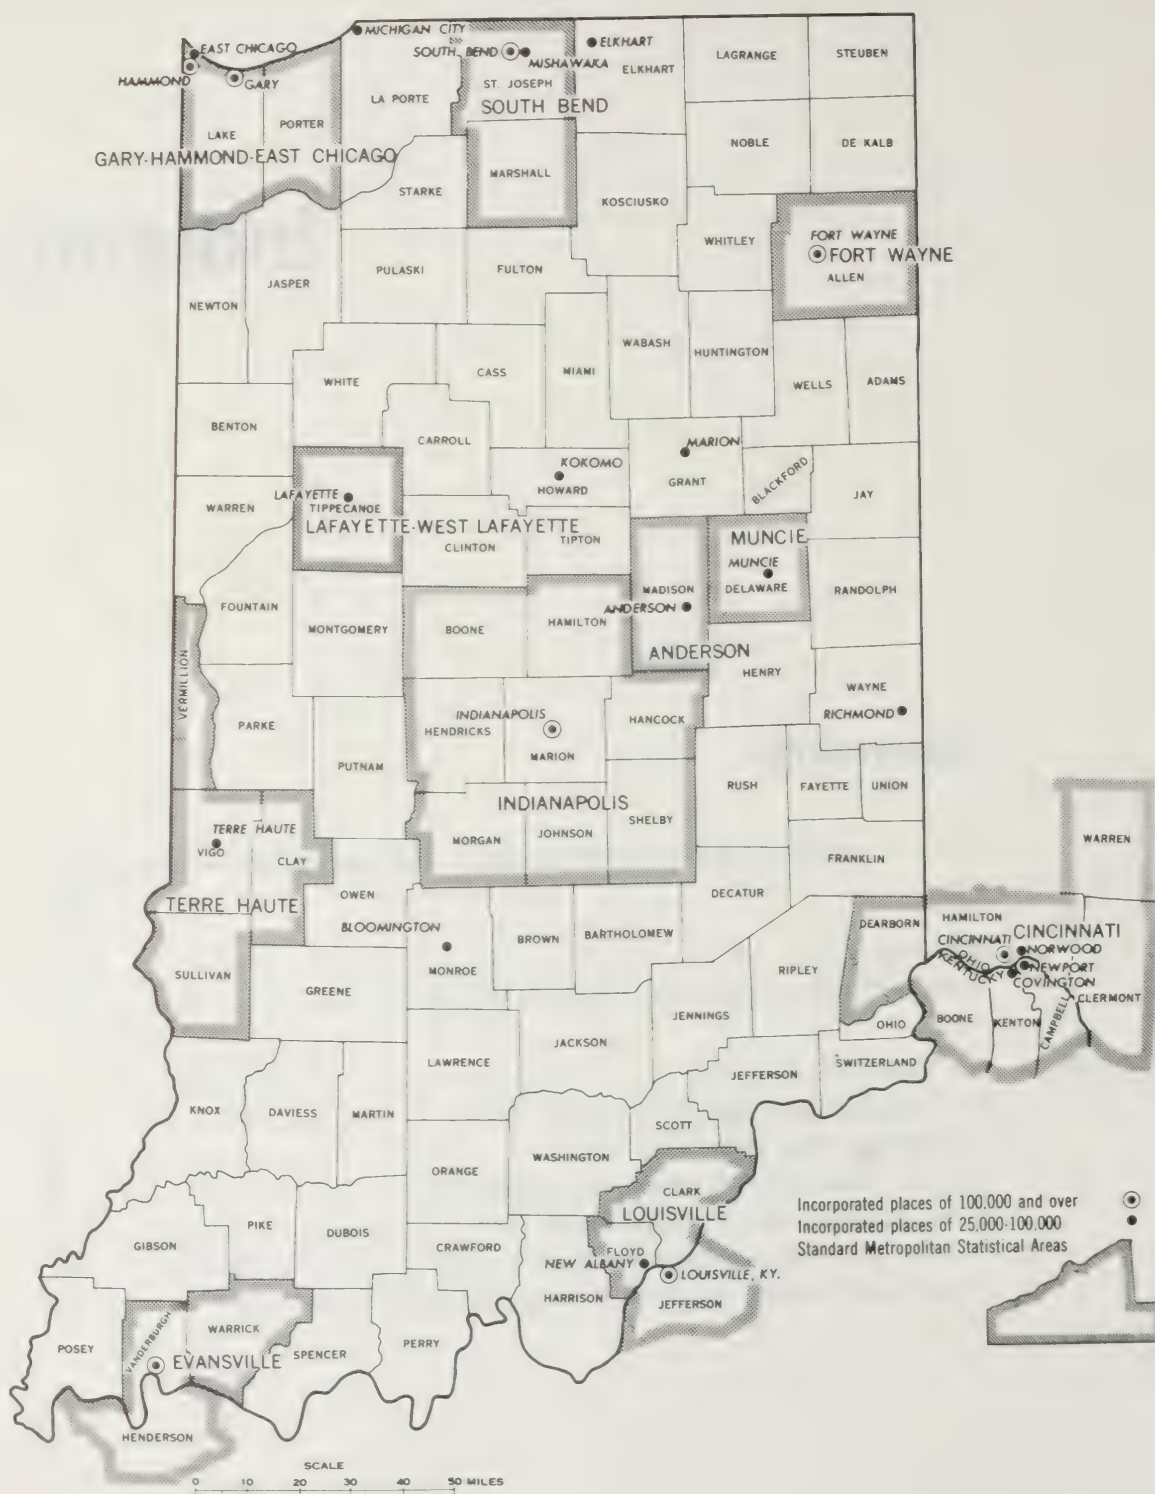 MICHIGAN CITY
EAST CHICAGO
SOUTH BEND
ELKHART
MISHAWAKA
HAMMOND
GARY
ST. JOSEPH
ELKHART
LAGRANGE
STEUBEN
LA PORTE
SOUTH BEND
LAKE
PORTER
NOBLE
DE KALB
GARY-HAMMOND-EAST CHICAGO
MARSHALL
STARKE
KOSCIUSKO
FORT WAYNE
WHITLEY
FORT WAYNE
ALLEN
PULASKI
FULTON
JASPER
NEWTON
WABASH
HUNTINGTON
WHITE
CASS
MIAMI
WELLS
ADAMS
BENTON
CARROLL
MARION
KOKOMO
HOWARD
GRANT
BLACKFORD
JAY
LAFAYETTE
TIPPECANOE
WARREN
LAFAYETTE-WEST LAFAYETTE
CLINTON
TIPTON
MUNCIE
MUNCIE
DELAWARE
MADISON
RANDOLPH
ANDERSON
FOUNTAIN
MONTGOMERY
BOONE
HAMILTON
ANDERSON
HENRY
VERMILLION
WAYNE
RICHMOND
PARKE
INDIANAPOLIS
HENDRICKS
HANCOCK
MARION
PUTNAM
RUSH
FAYETTE
UNION
INDIANAPOLIS
TERRE HAUTE
VIGO
CLAY
MORGAN
JOHNSON
SHELBY
FRANKLIN
WARREN
OWEN
DECATUR
TERRE HAUTE
BLOOMINGTON
BROWN
BARTHOLOMEW
DEARBORN
HAMILTON
CINCINNATI
CINCINNATI
NORWOOD
OHIO
KENTUCKY
NEWPORT
COVINGTON
MONROE
SULLIVAN
GREENE
RIPLEY
CLERMONT
JENNINGS
OHIO
BOONE
KENTON
CAMPBELL
JACKSON
LAWRENCE
SWITZERLAND
JEFFERSON
KNOX
DAVIESS
MARTIN
SCOTT
ORANGE
WASHINGTON
CLARK
LOUISVILLE
Incorporated places of 100,000 and over
Incorporated places of 25,000-100,000
Standard Metropolitan Statistical Areas
PIKE
DUBOIS
GIBSON
CRAWFORD
FLOYD
NEW ALBANY
LOUISVILLE, KY.
HARRISON
JEFFERSON
POSEY
VANDERBURGH
WARRICK
PERRY
SPENCER
EVANSVILLE
HENDERSON
SCALE
0 10 20 30 40 50 MILES